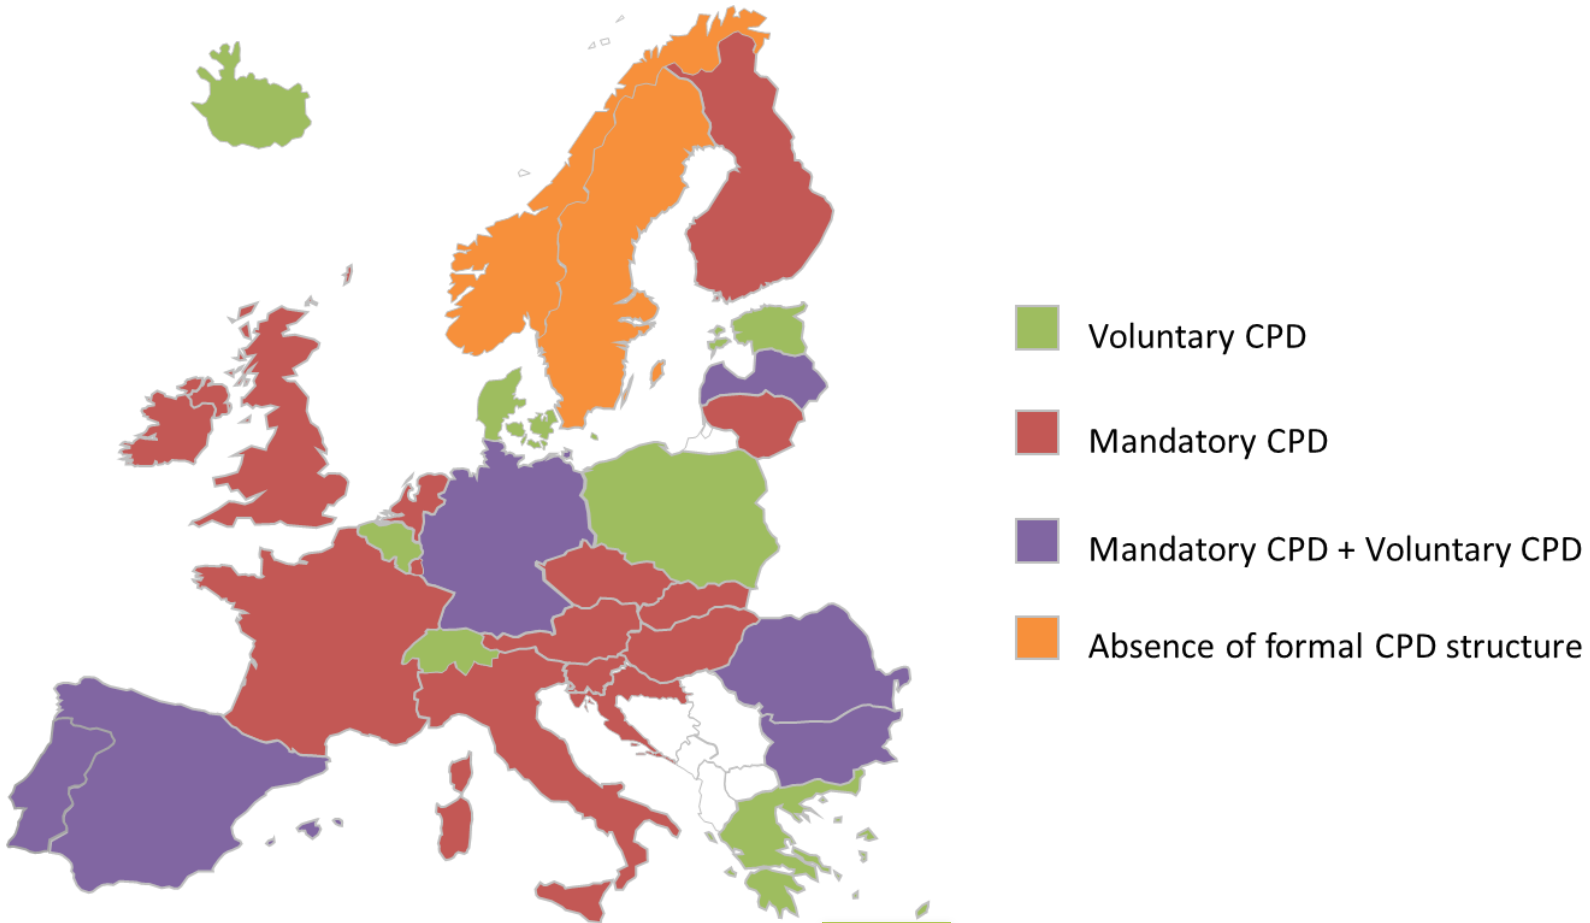 Voluntary CPD
Mandatory CPD
Mandatory CPD + Voluntary CPD
Absence of formal CPD structure